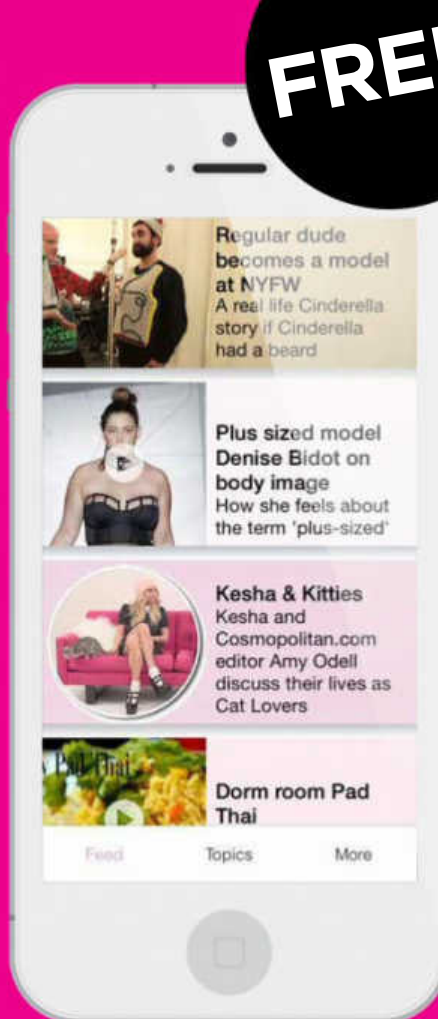 FREE
Regular dude
becomes a model
at NYFW
A real life Cinderella
story if Cinderella
had a beard
Plus sized model
Denise Bidot on
body image
How she feels about
the term 'plus-sized'
Kesha & Kitties
Kesha and
Cosmopolitan.com
editor Amy Odell
discuss their lives as
Cat Lovers
Pad Thai
Dorm room Pad
Thai
Feed
Topics
More